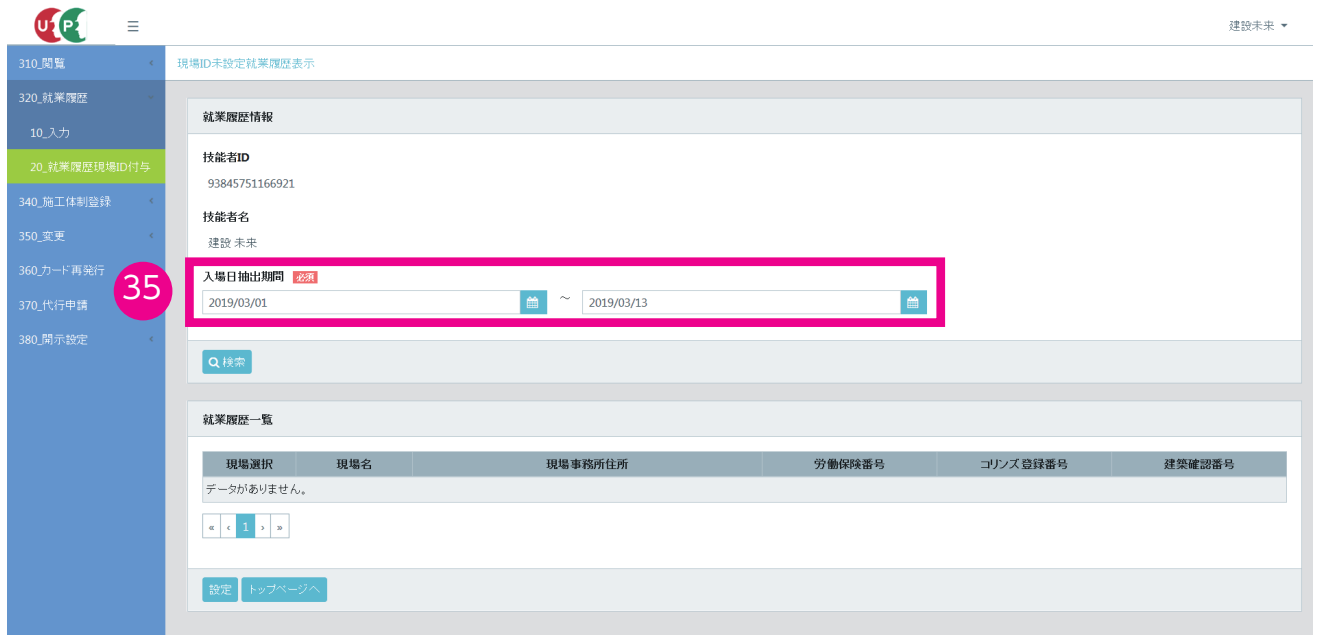 UP
☰
建設未来
310_閲覧
現場ID未設定就業履歴表示
320_就業履歴
10_入力
20_就業履歴現場ID付与
340_施工体制登録
350_変更
360_カード再発行
370_代行申請
380_開示設定
就業履歴情報
技能者ID
93845751166921
技能者名
建設 未来
35
入場日抽出期間 必須
2019/03/01 ~ 2019/03/13
検索
就業履歴一覧
現場選択 現場名 現場事務所住所 労働保険番号 コリンズ登録番号 建築確認番号
データがありません。
« ‹ 1 › »
設定 トップページへ